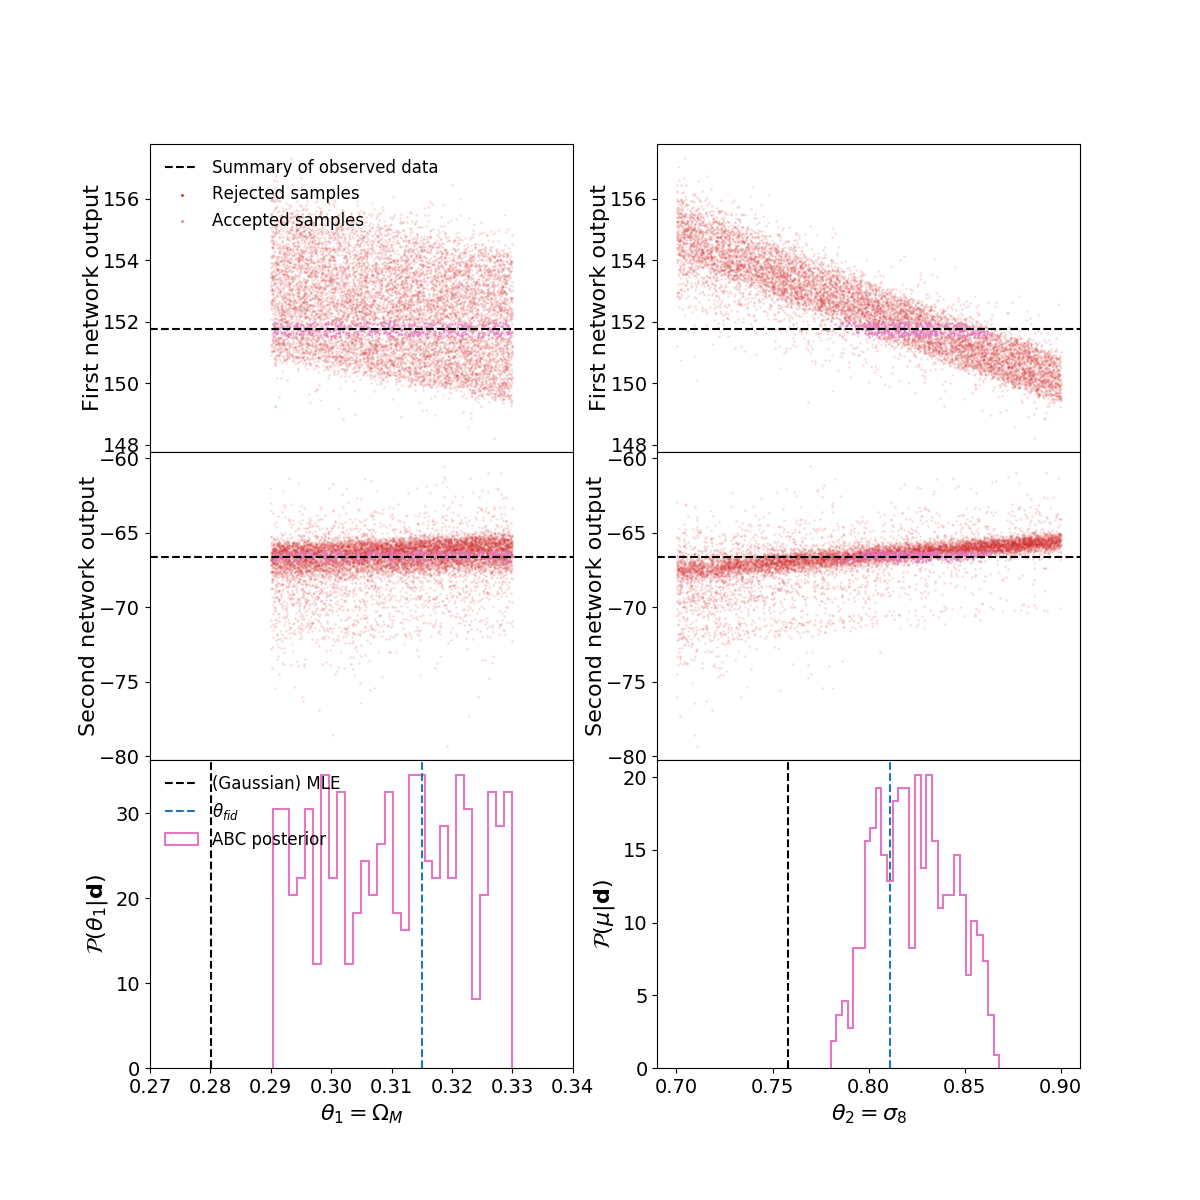 First network output
156
154
152
150
148
Summary of observed data
Rejected samples
Accepted samples
First network output
156
154
152
150
148
Second network output
−60
−65
−70
−75
−80
Second network output
−60
−65
−70
−75
−80
𝒫(θ₁|𝐝)
30
20
10
0
(Gaussian) MLE
θ_fid
ABC posterior
0.27 0.28 0.29 0.30 0.31 0.32 0.33 0.34
θ₁ = Ω_M
𝒫(μ|𝐝)
20
15
10
5
0
0.70 0.75 0.80 0.85 0.90
θ₂ = σ₈